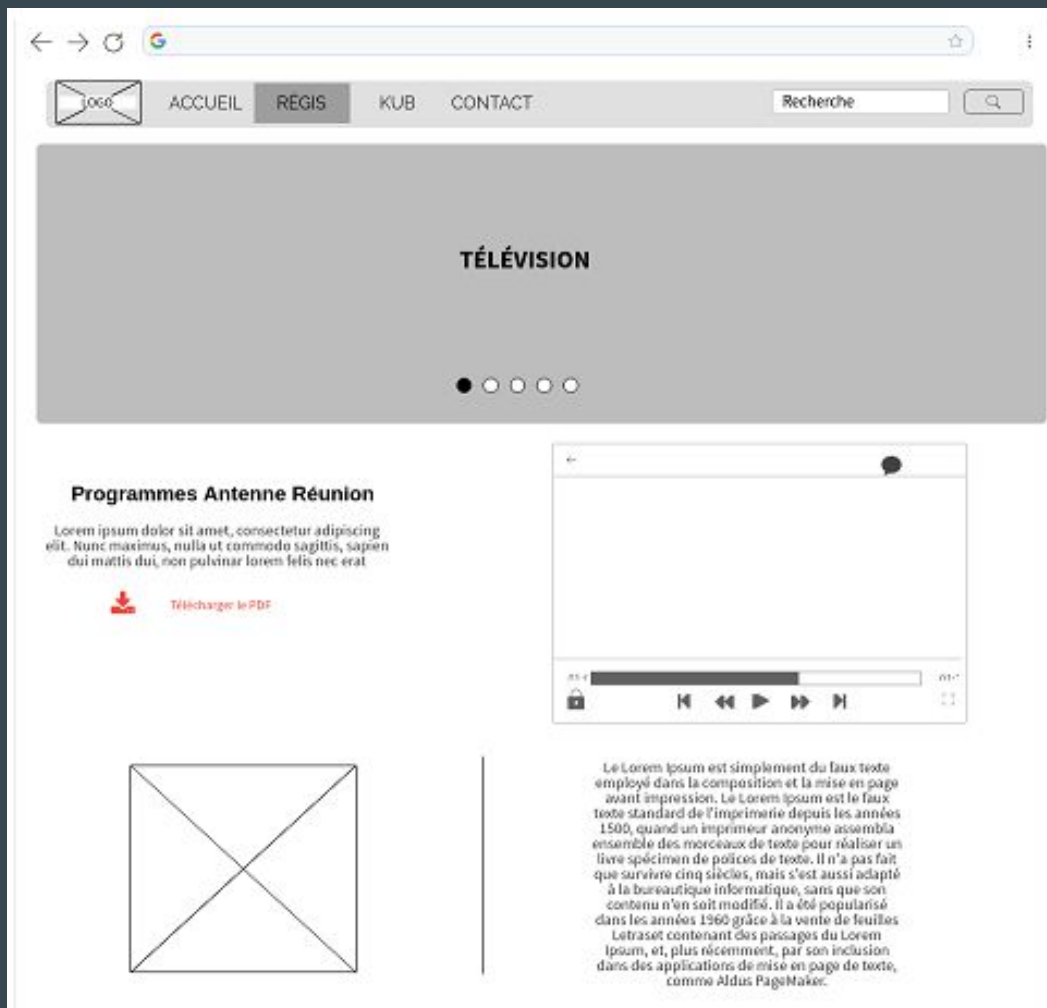 LOGO
ACCUEIL
RÉGIS
KUB
CONTACT
Recherche
TÉLÉVISION
Programmes Antenne Réunion
Lorem ipsum dolor sit amet, consectetur adipiscing
elit. Nunc maximus, nulla ut commodo sagittis, sapien
dui mattis dui, non pulvinar lorem felis nec erat
Télécharger le PDF
Le Lorem Ipsum est simplement du faux texte
employé dans la composition et la mise en page
avant impression. Le Lorem Ipsum est le faux
texte standard de l'imprimerie depuis les années
1500, quand un imprimeur anonyme assembla
ensemble des morceaux de texte pour réaliser un
livre spécimen de polices de texte. Il n'a pas fait
que survivre cinq siècles, mais s'est aussi adapté
à la bureautique informatique, sans que son
contenu n'en soit modifié. Il a été popularisé
dans les années 1960 grâce à la vente de feuilles
Letraset contenant des passages du Lorem
Ipsum, et, plus récemment, par son inclusion
dans des applications de mise en page de texte,
comme Aldus PageMaker.